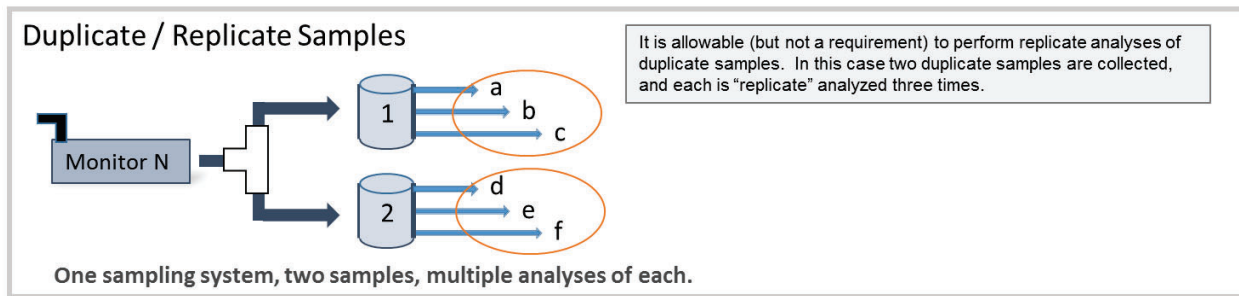 Duplicate / Replicate Samples
It is allowable (but not a requirement) to perform replicate analyses of
duplicate samples.  In this case two duplicate samples are collected,
and each is “replicate” analyzed three times.
Monitor N
1
a
b
c
2
d
e
f
One sampling system, two samples, multiple analyses of each.